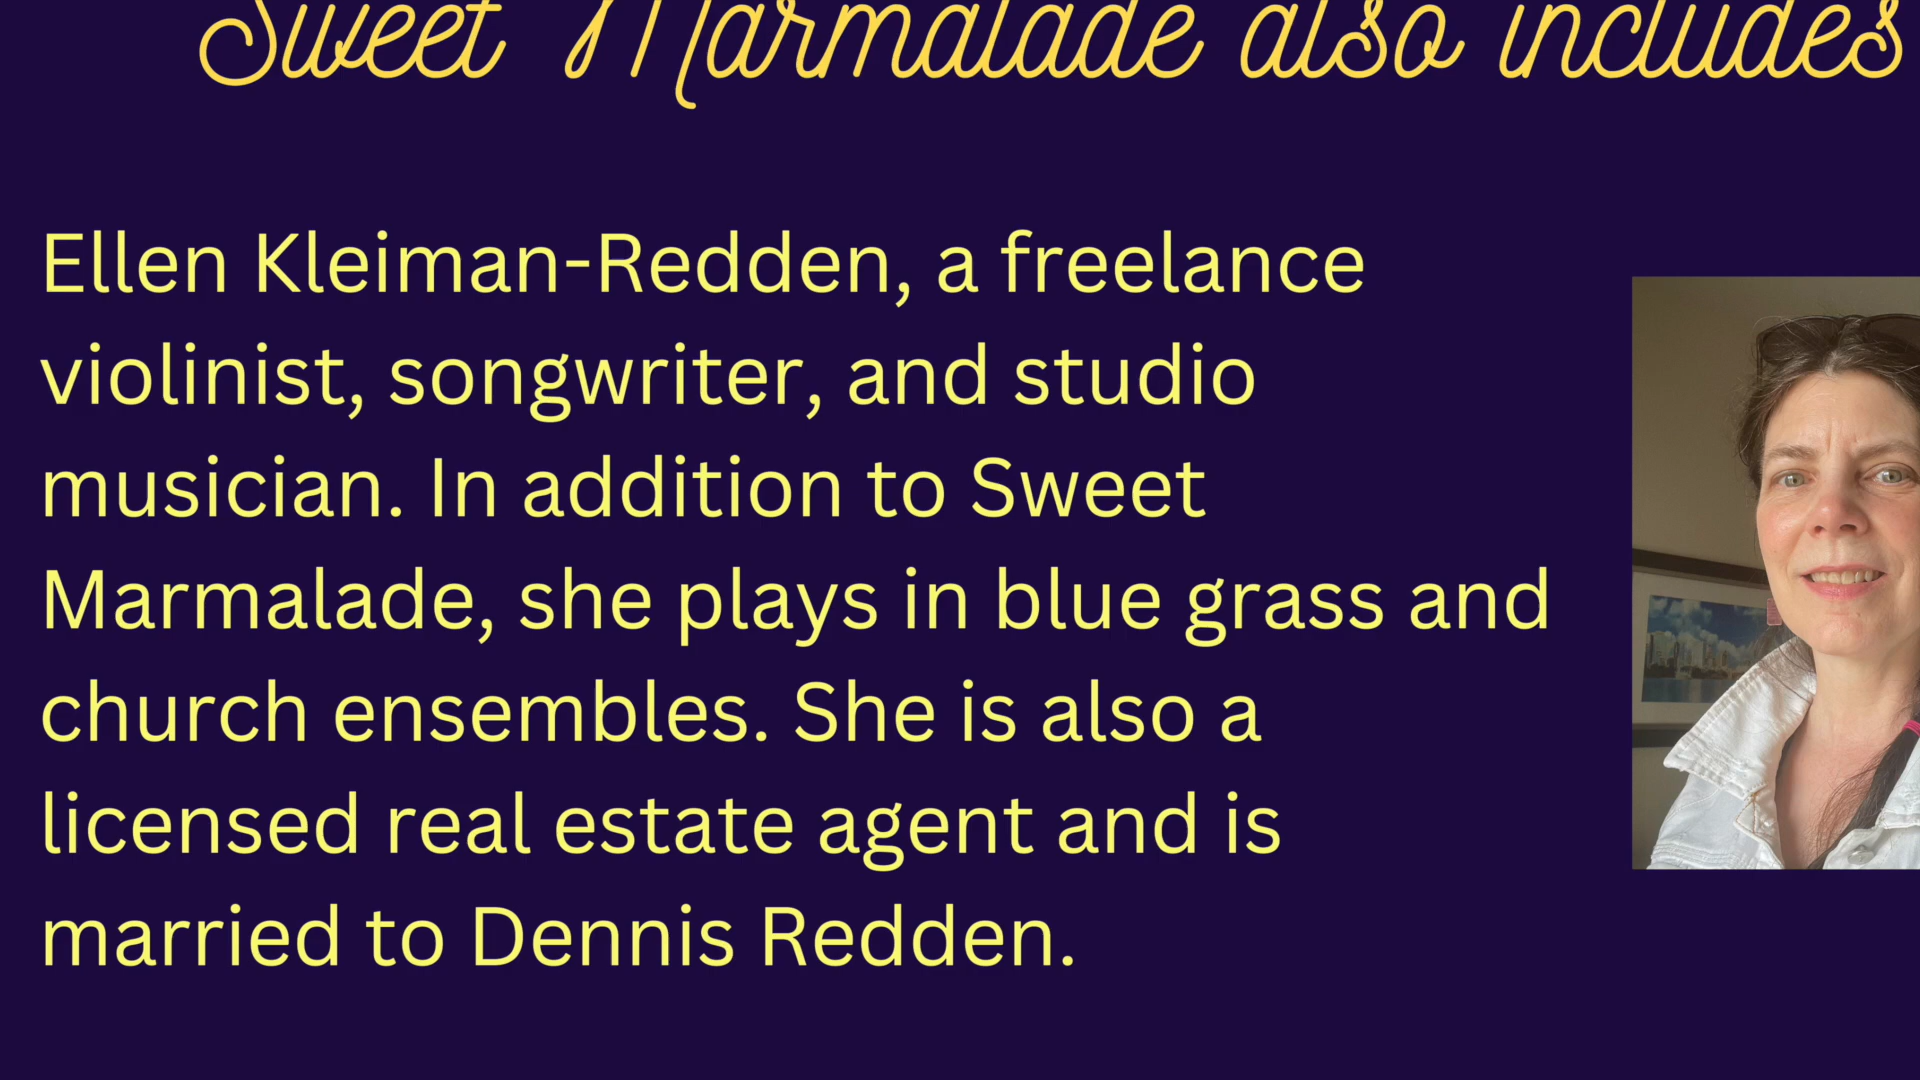 Sweet Marmalade also includes
Ellen Kleiman-Redden, a freelance
violinist, songwriter, and studio
musician. In addition to Sweet
Marmalade, she plays in blue grass and
church ensembles. She is also a
licensed real estate agent and is
married to Dennis Redden.